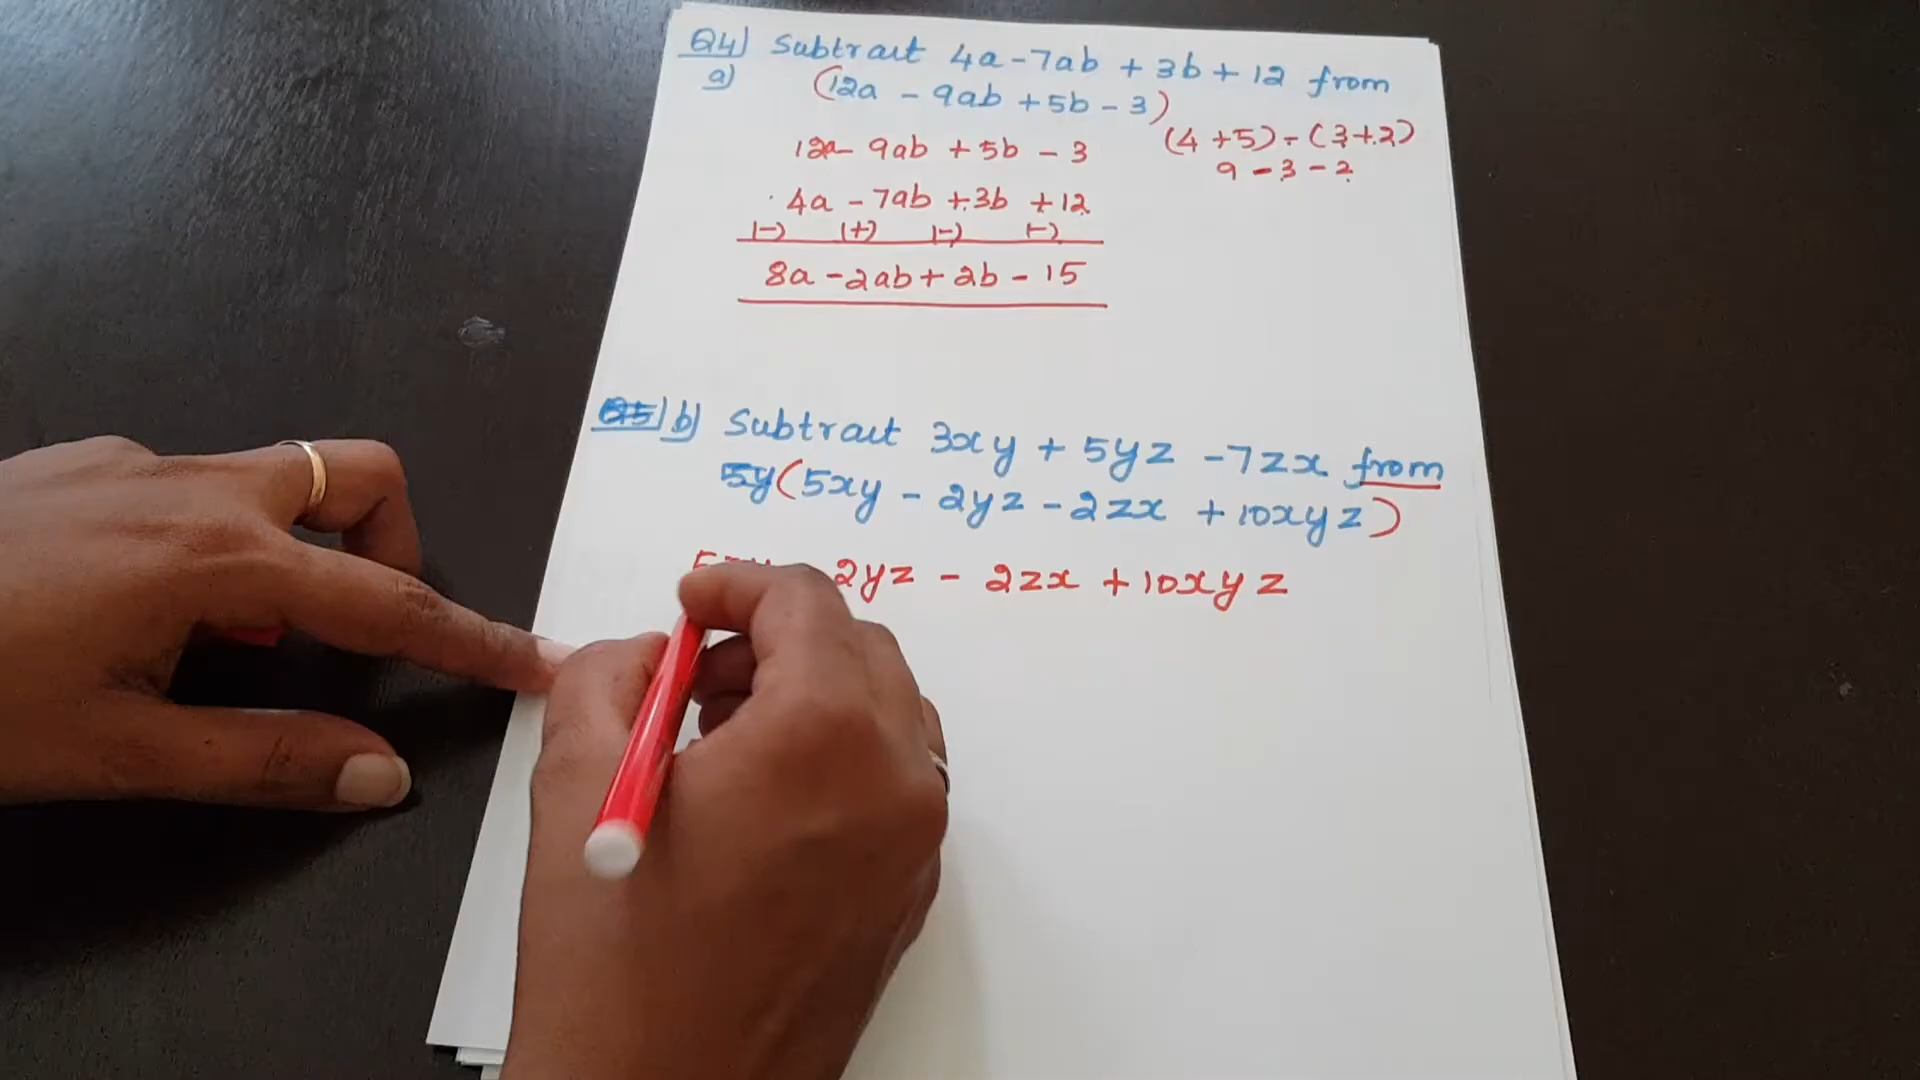 Q4) Subtract 4a - 7ab + 3b + 12 from
a) (12a - 9ab + 5b - 3)
(4 + 5) - (3 + 2)
9 - 3 - 2
12a - 9ab + 5b - 3
4a - 7ab + 3b + 12
(-) (+) (-) (-)
8a - 2ab + 2b - 15
b) Subtract 3xy + 5yz - 7zx from
(5xy - 2yz - 2zx + 10xyz)
2yz - 2zx + 10xyz